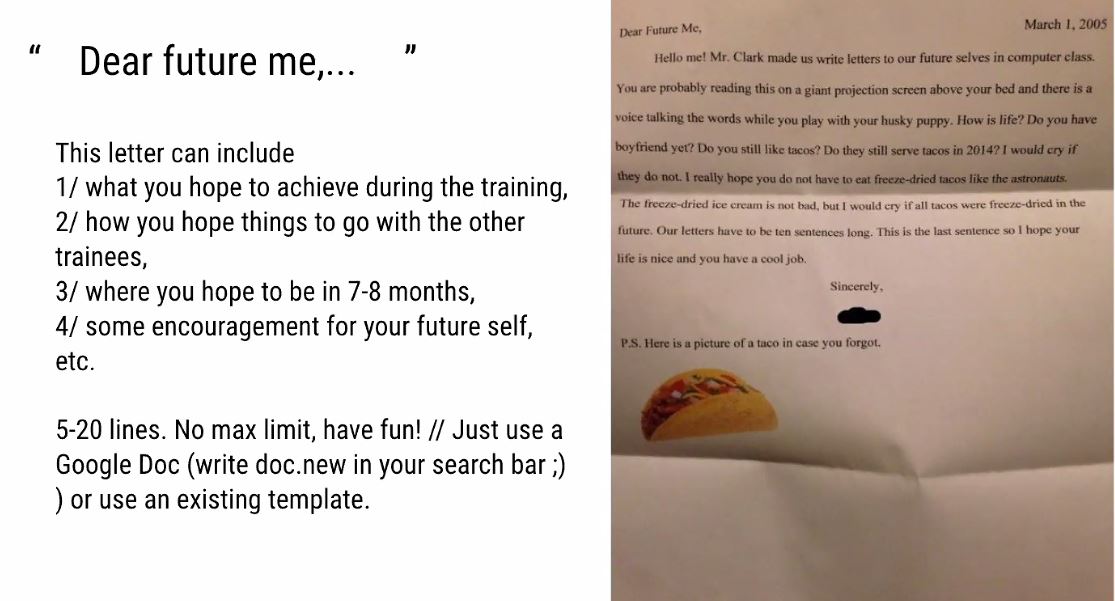 “ Dear future me,... ”
This letter can include
1/ what you hope to achieve during the training,
2/ how you hope things to go with the other
trainees,
3/ where you hope to be in 7-8 months,
4/ some encouragement for your future self,
etc.
5-20 lines. No max limit, have fun! // Just use a
Google Doc (write doc.new in your search bar ;)
) or use an existing template.
March 1, 2005
Dear Future Me,
Hello me! Mr. Clark made us write letters to our future selves in computer class.
You are probably reading this on a giant projection screen above your bed and there is a
voice talking the words while you play with your husky puppy. How is life? Do you have
boyfriend yet? Do you still like tacos? Do they still serve tacos in 2014? I would cry if
they do not. I really hope you do not have to eat freeze-dried tacos like the astronauts.
The freeze-dried ice cream is not bad, but I would cry if all tacos were freeze-dried in the
future. Our letters have to be ten sentences long. This is the last sentence so I hope your
life is nice and you have a cool job.
Sincerely,
P.S. Here is a picture of a taco in case you forgot.